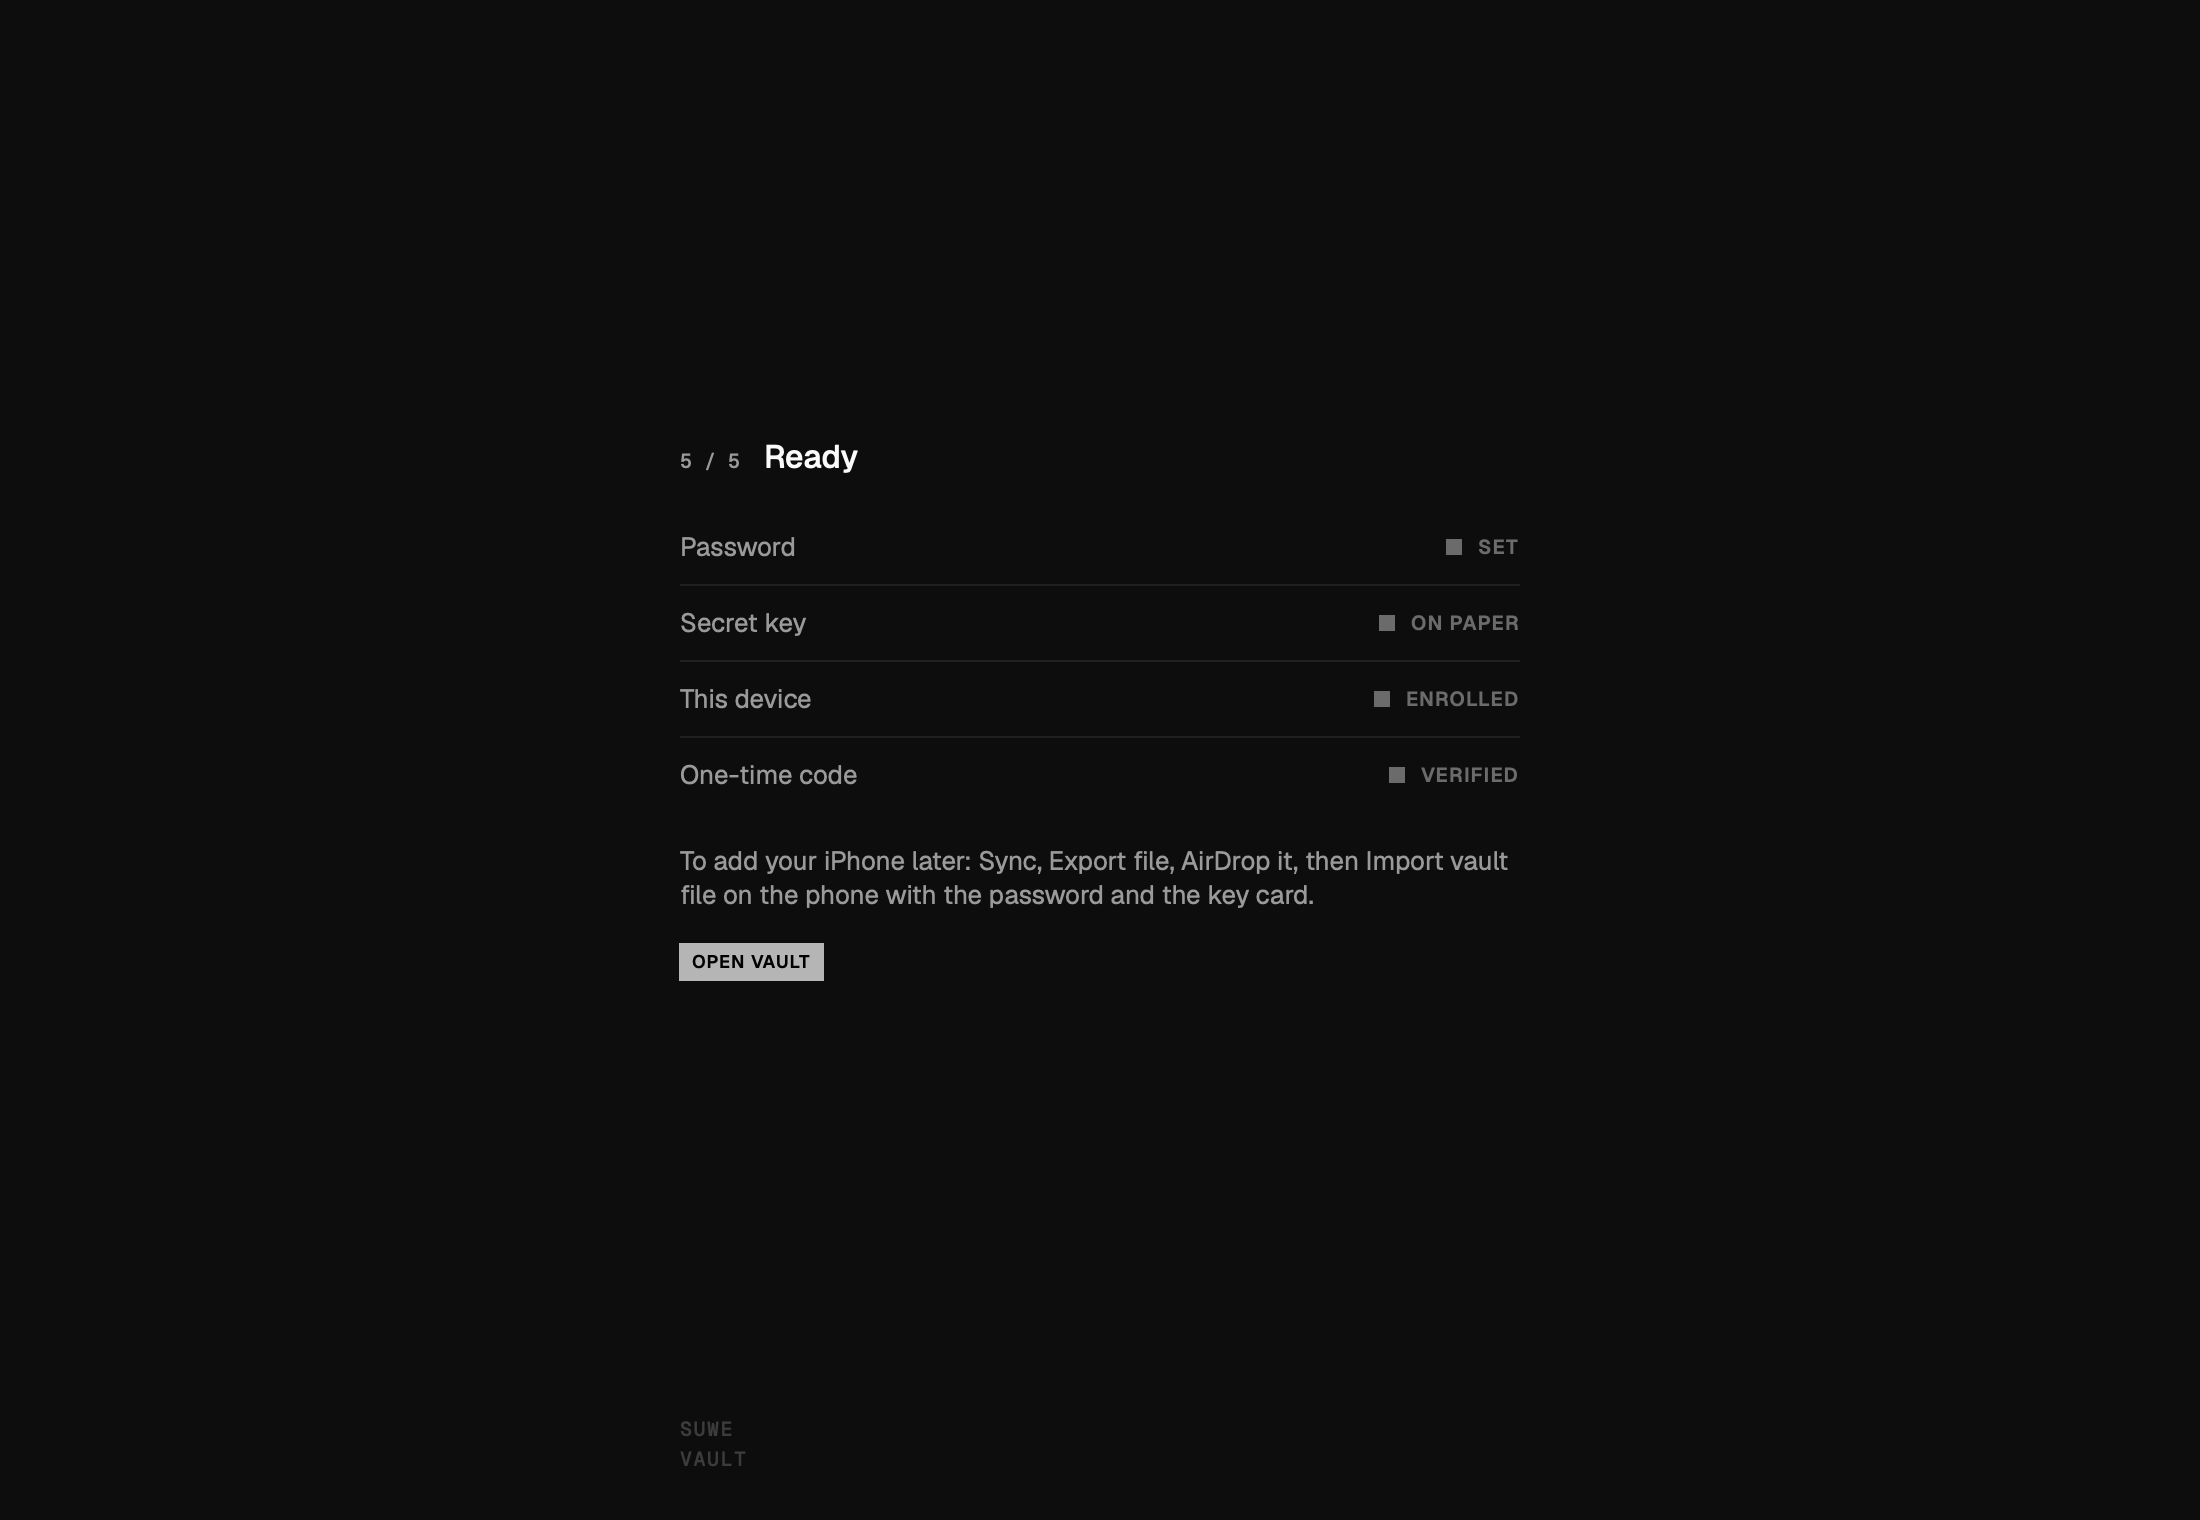 5 / 5 Ready
Password SET
Secret key ON PAPER
This device ENROLLED
One-time code VERIFIED
To add your iPhone later: Sync, Export file, AirDrop it, then Import vault
file on the phone with the password and the key card.
OPEN VAULT
SUWE
VAULT